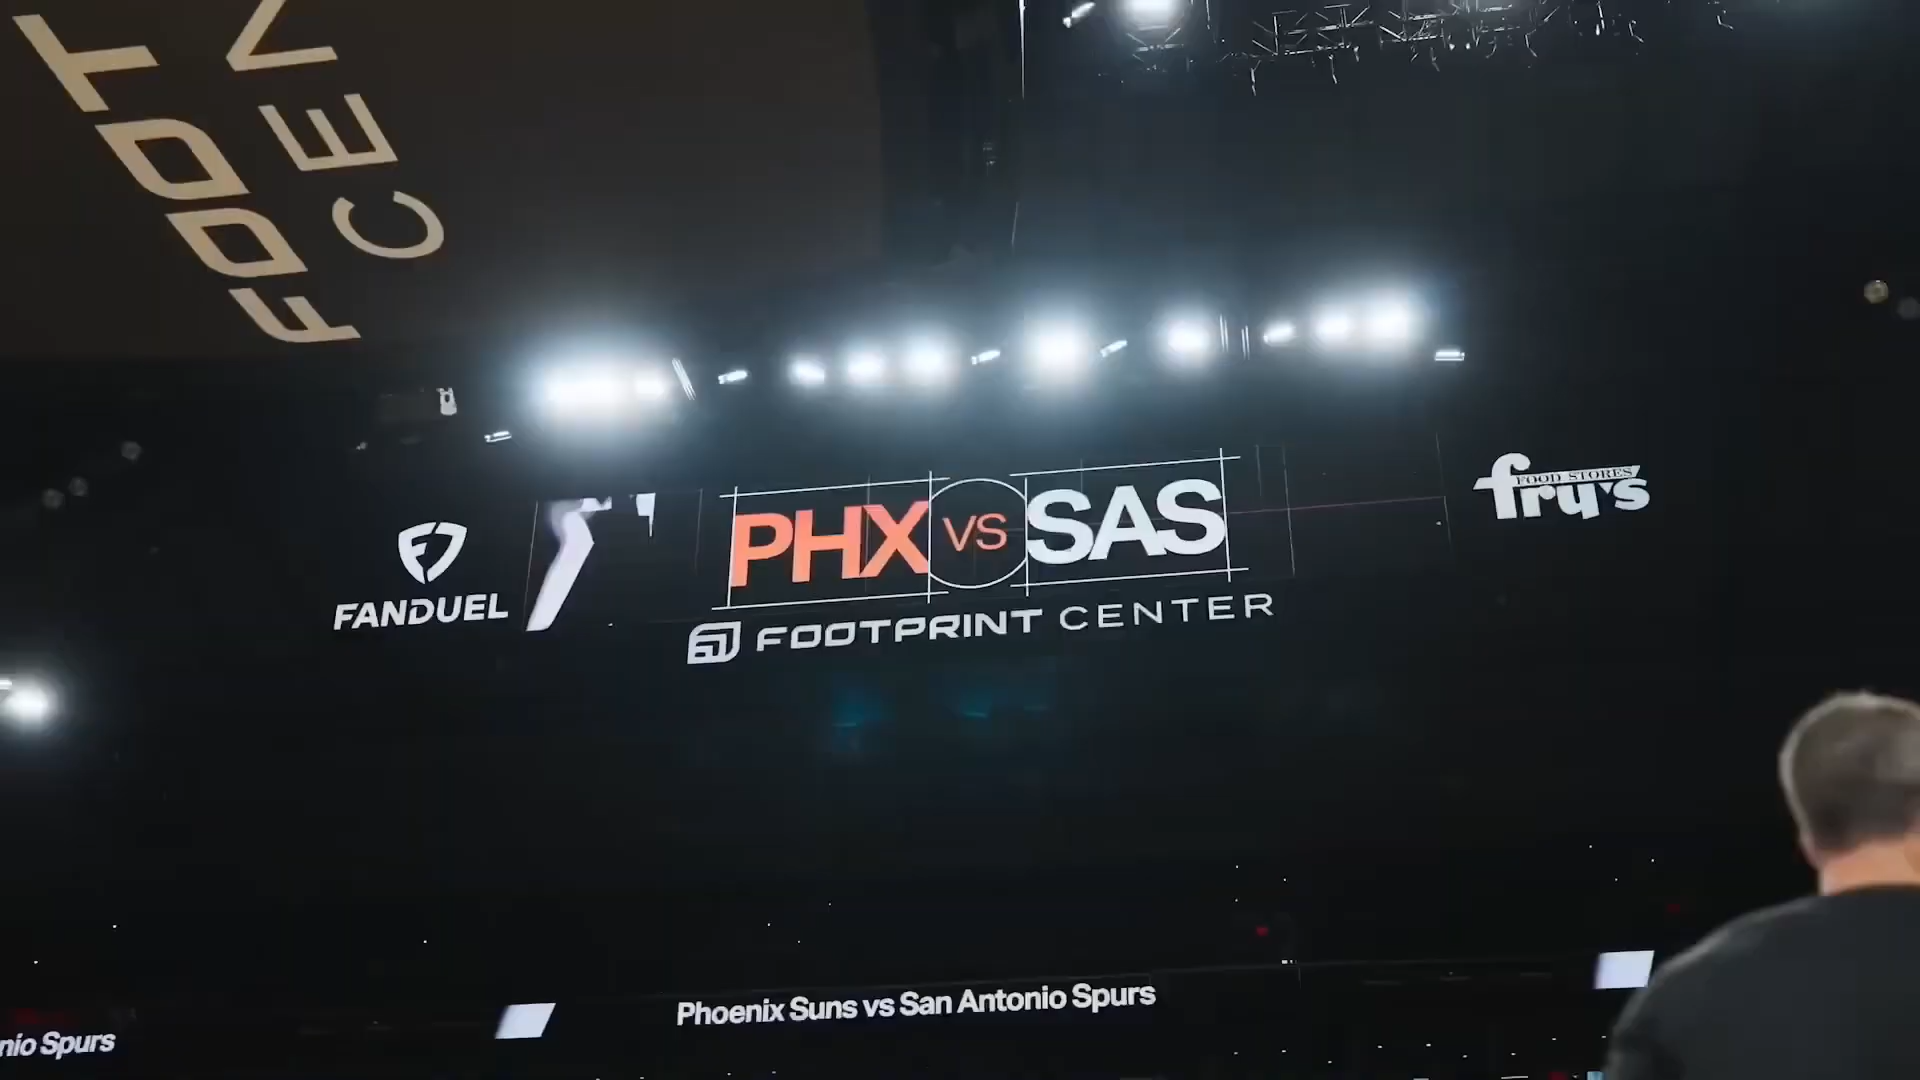 FOOT
CEN
PHX VS SAS
FOOD STORES
fry's
FANDUEL
FOOTPRINT CENTER
Phoenix Suns vs San Antonio Spurs
nio Spurs